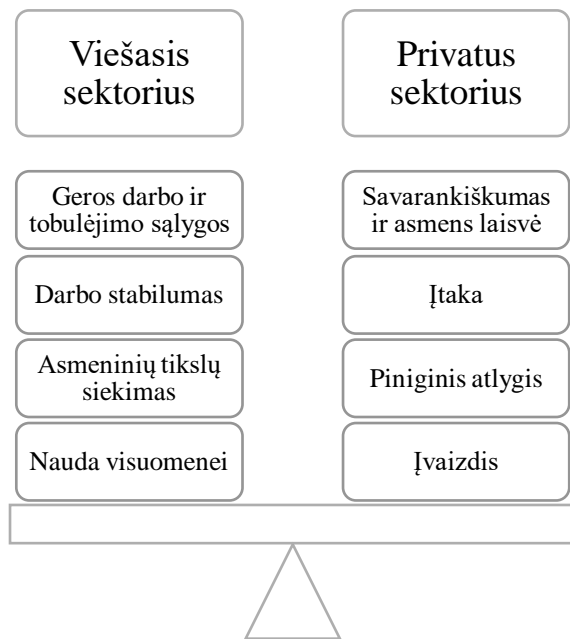 Viešasis
sektorius
Geros darbo ir
tobulėjimo sąlygos
Darbo stabilumas
Asmeninių tikslų
siekimas
Nauda visuomenei
Privatus
sektorius
Savarankiškumas
ir asmens laisvė
Įtaka
Piniginis atlygis
Įvaizdis